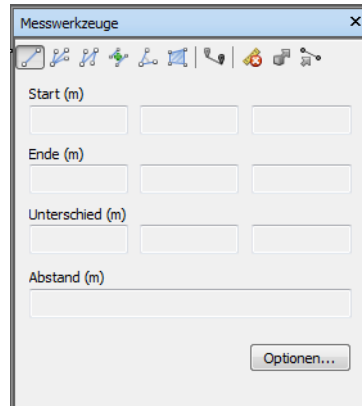 Messwerkzeuge
Start (m)
Ende (m)
Unterschied (m)
Abstand (m)
Optionen...